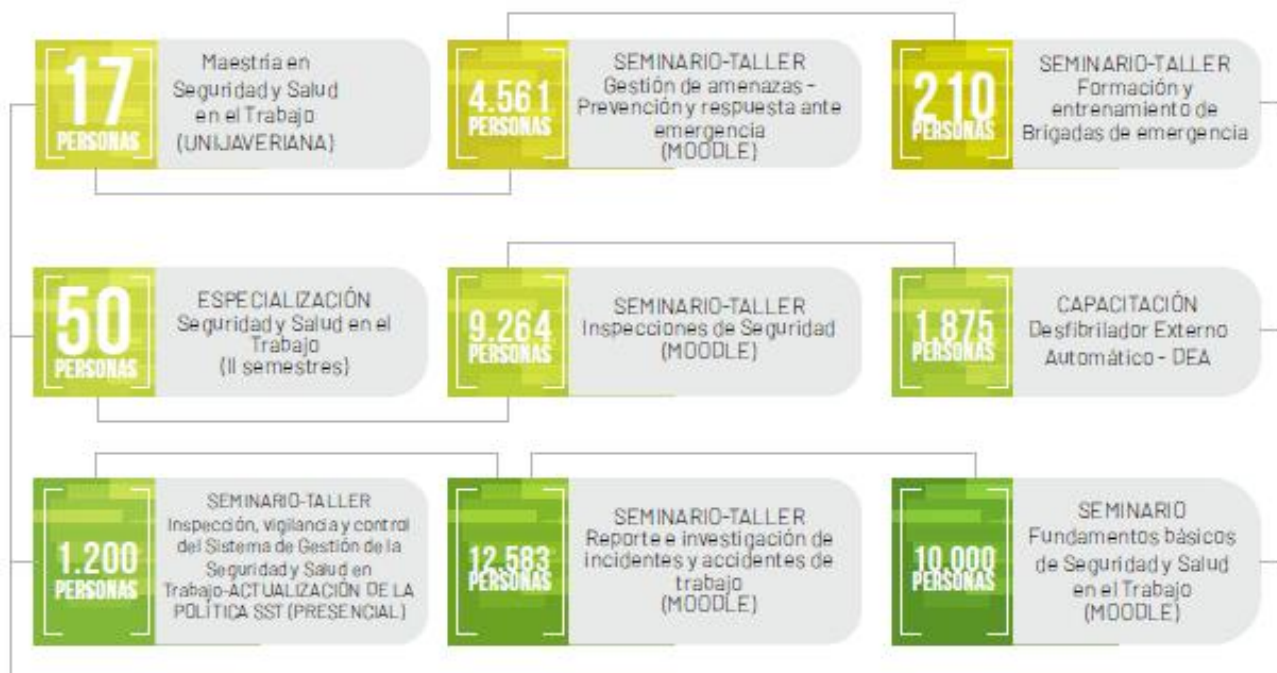 17
PERSONAS
Maestría en
Seguridad y Salud
en el Trabajo
(UNIJAVERIANA)
4.561
PERSONAS
SEMINARIO-TALLER
Gestión de amenazas -
Prevención y respuesta ante
emergencia
(MOODLE)
210
PERSONAS
SEMINARIO-TALLER
Formación y
entrenamiento de
Brigadas de emergencia
50
PERSONAS
ESPECIALIZACIÓN
Seguridad y Salud en el
Trabajo
(II semestres)
9.264
PERSONAS
SEMINARIO-TALLER
Inspecciones de Seguridad
(MOODLE)
1.875
PERSONAS
CAPACITACIÓN
Desfibrilador Externo
Automático - DEA
1.200
PERSONAS
SEMINARIO-TALLER
Inspección, vigilancia y control
del Sistema de Gestión de la
Seguridad y Salud en
Trabajo-ACTUALIZACIÓN DE LA
POLÍTICA SST (PRESENCIAL)
12.583
PERSONAS
SEMINARIO-TALLER
Reporte e investigación de
incidentes y accidentes de
trabajo
(MOODLE)
10.000
PERSONAS
SEMINARIO
Fundamentos básicos
de Seguridad y Salud
en el Trabajo
(MOODLE)